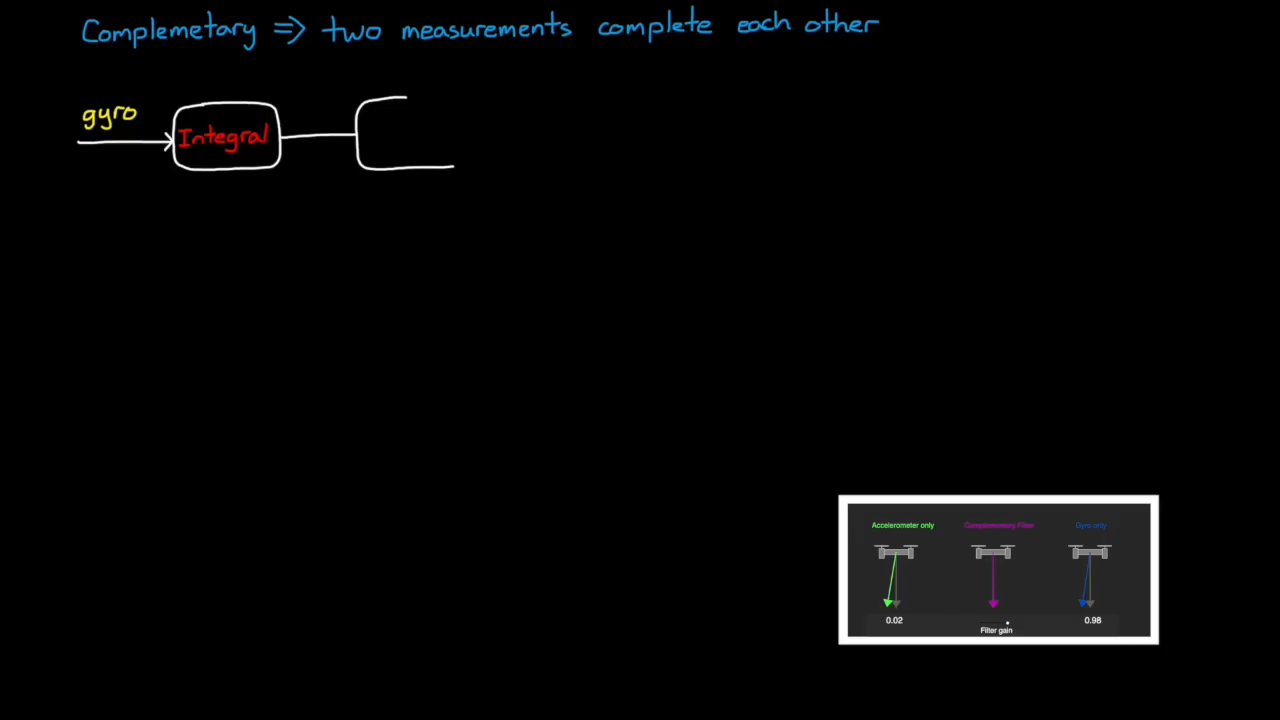 Complemetary => two measurements complete each other
gyro
Integral
Accelerometer only
Complementary Filter
Gyro only
0.02
0.98
Filter gain